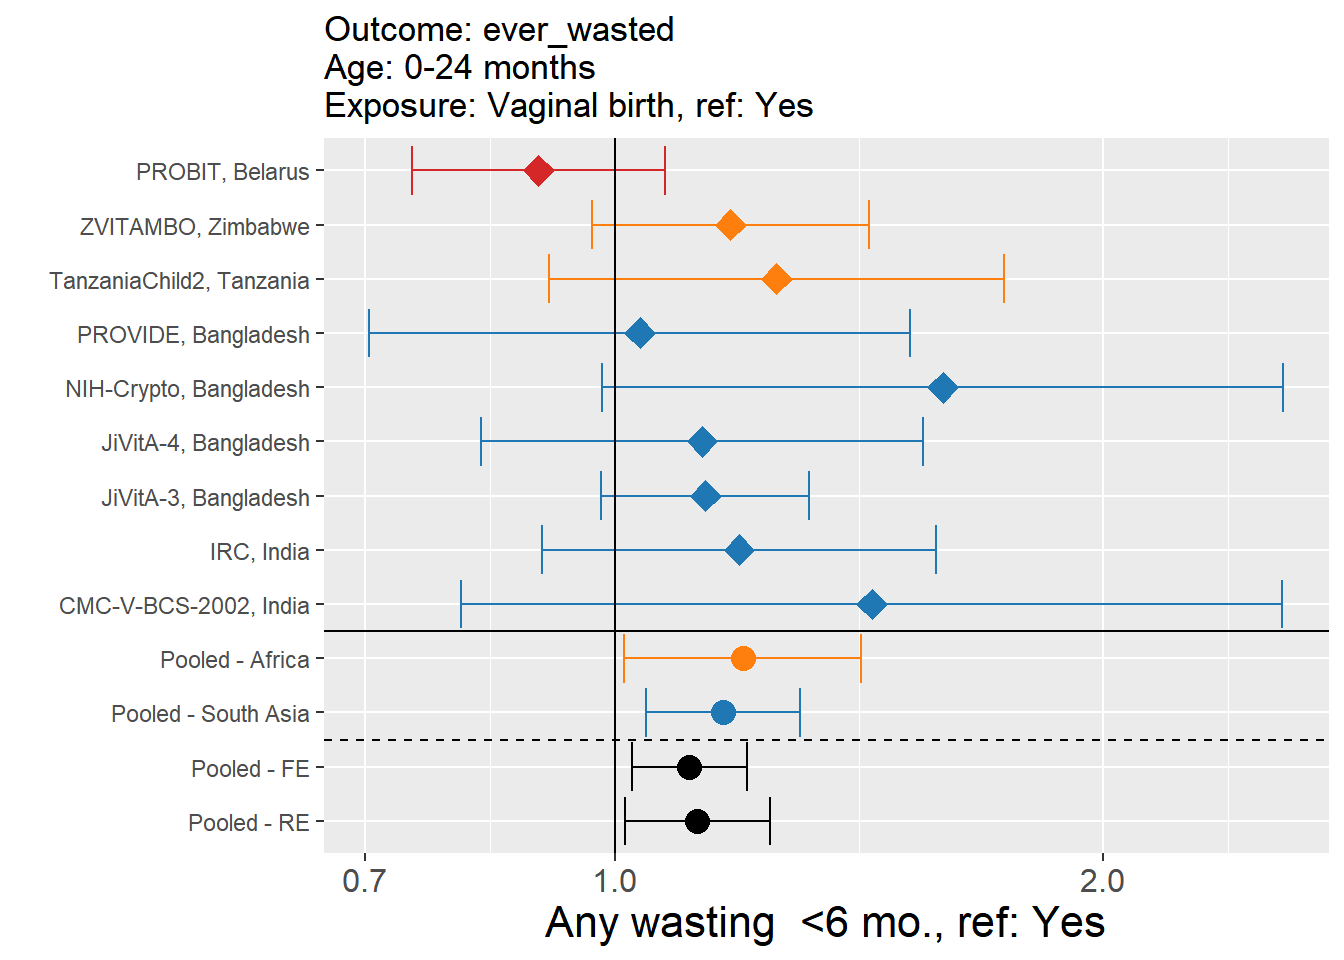 Outcome: ever_wasted
Age: 0-24 months
Exposure: Vaginal birth, ref: Yes
PROBIT, Belarus
ZVITAMBO, Zimbabwe
TanzaniaChild2, Tanzania
PROVIDE, Bangladesh
NIH-Crypto, Bangladesh
JiVitA-4, Bangladesh
JiVitA-3, Bangladesh
IRC, India
CMC-V-BCS-2002, India
Pooled - Africa
Pooled - South Asia
Pooled - FE
Pooled - RE
0.7 1.0 2.0
Any wasting  <6 mo., ref: Yes